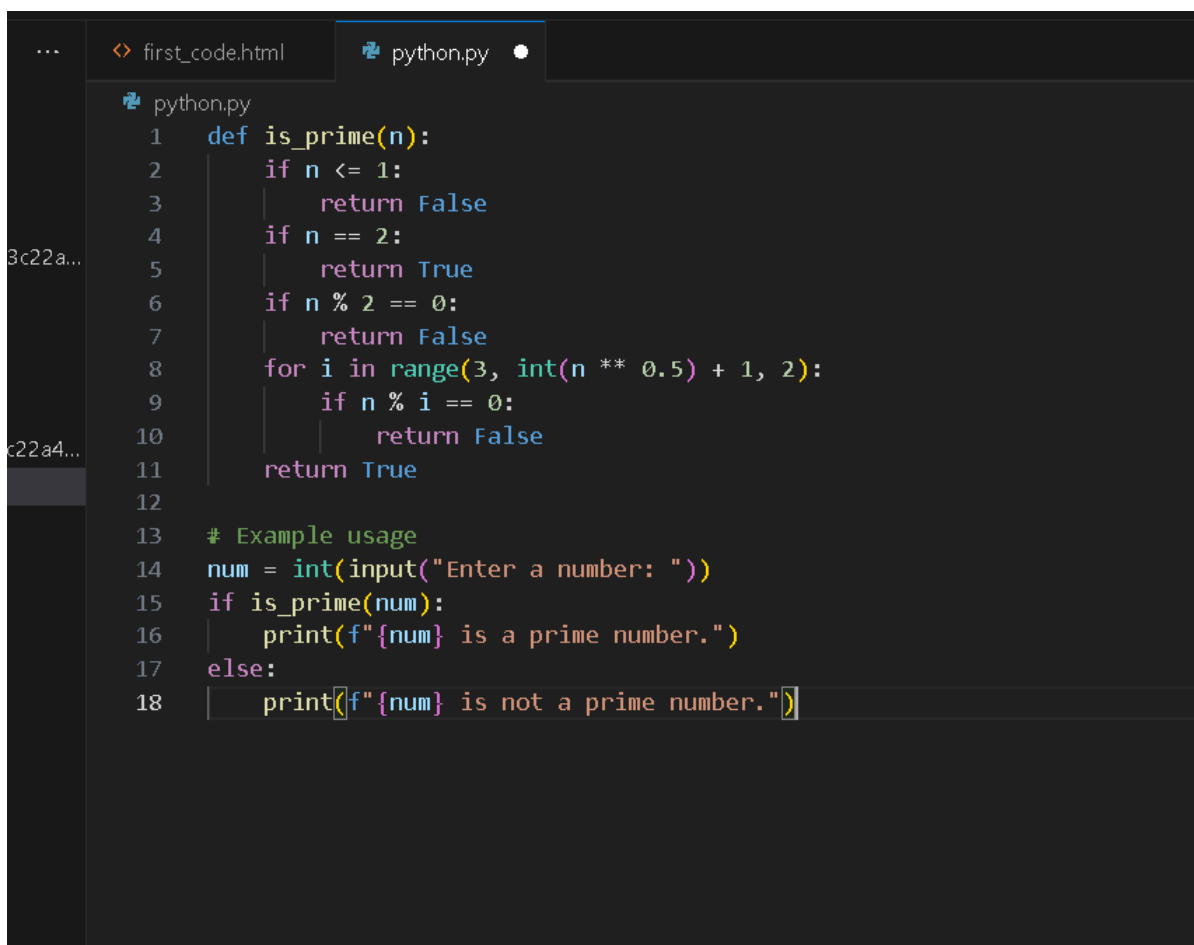 ... first_code.html python.py
python.py
1 def is_prime(n):
2     if n <= 1:
3         return False
4     if n == 2:
3c22a...
5         return True
6     if n % 2 == 0:
7         return False
8     for i in range(3, int(n ** 0.5) + 1, 2):
9         if n % i == 0:
10             return False
c22a4...
11     return True
12
13 # Example usage
14 num = int(input("Enter a number: "))
15 if is_prime(num):
16     print(f"{num} is a prime number.")
17 else:
18     print(f"{num} is not a prime number.")